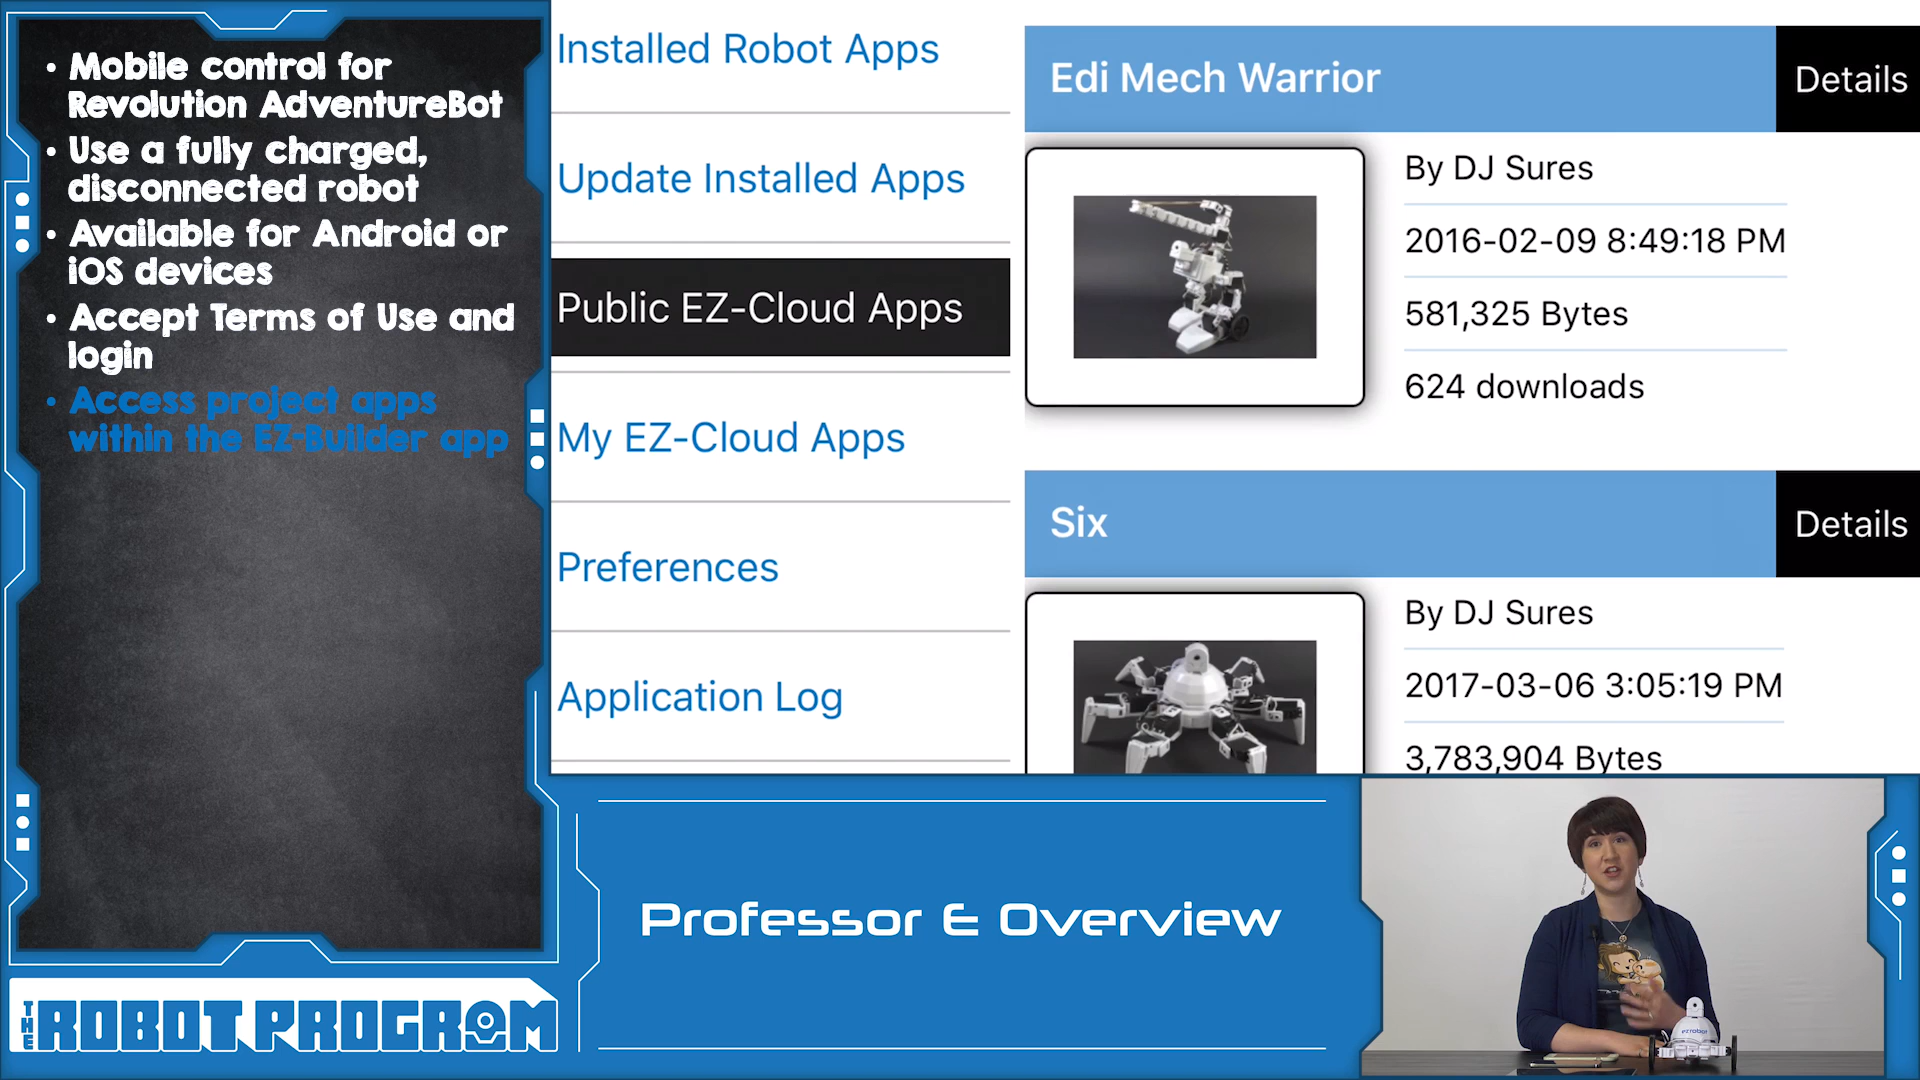 • Mobile control for
Revolution AdventureBot
• Use a fully charged,
disconnected robot
• Available for Android or
iOS devices
• Accept Terms of Use and
login
• Access project apps
within the EZ-Builder app
Installed Robot Apps
Update Installed Apps
Public EZ-Cloud Apps
My EZ-Cloud Apps
Preferences
Application Log
Edi Mech Warrior
Details
By DJ Sures
2016-02-09 8:49:18 PM
581,325 Bytes
624 downloads
Six
Details
By DJ Sures
2017-03-06 3:05:19 PM
3,783,904 Bytes
THE ROBOT PROGRAM
Professor E Overview
ezrobot